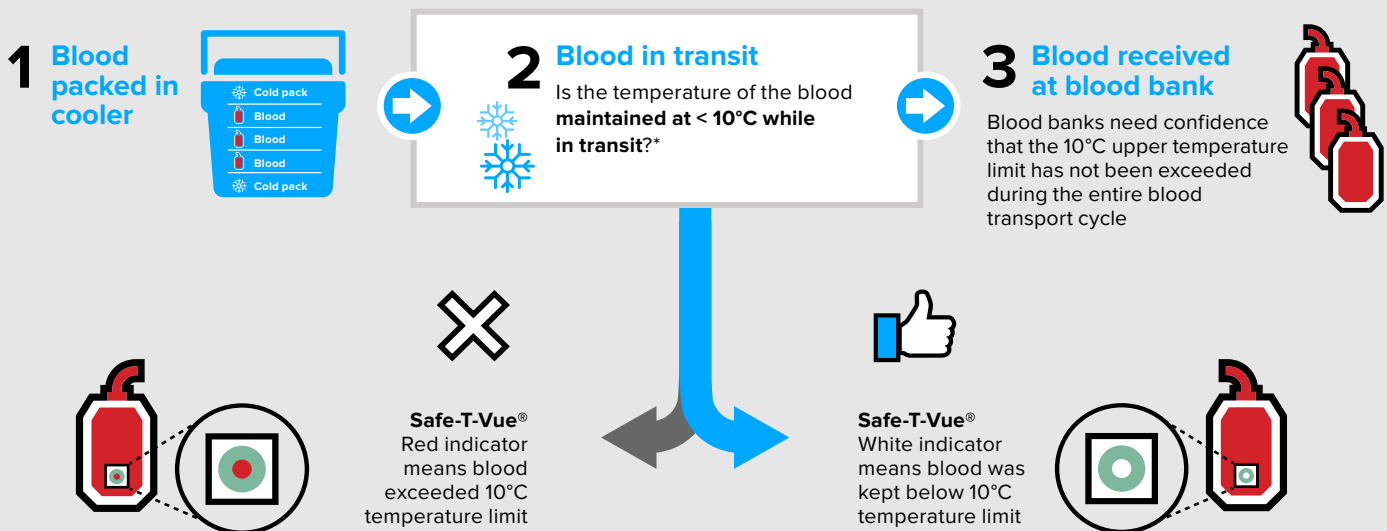 1 Blood
packed in
cooler
Cold pack
Blood
Blood
Blood
Cold pack
2 Blood in transit
Is the temperature of the blood
maintained at < 10°C while
in transit?*
3 Blood received
at blood bank
Blood banks need confidence
that the 10°C upper temperature
limit has not been exceeded
during the entire blood
transport cycle
Safe-T-Vue®
Red indicator
means blood
exceeded 10°C
temperature limit
Safe-T-Vue®
White indicator
means blood was
kept below 10°C
temperature limit